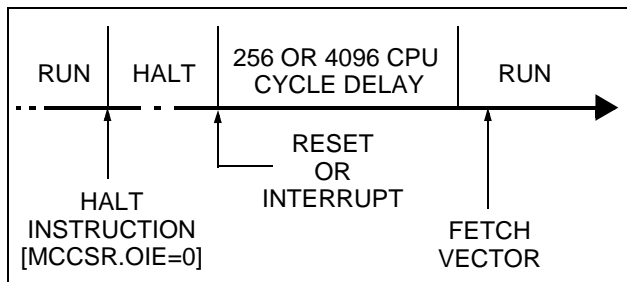 RUN
HALT
256 OR 4096 CPU
CYCLE DELAY
RUN
RESET
OR
INTERRUPT
HALT
INSTRUCTION
[MCCSR.OIE=0]
FETCH
VECTOR